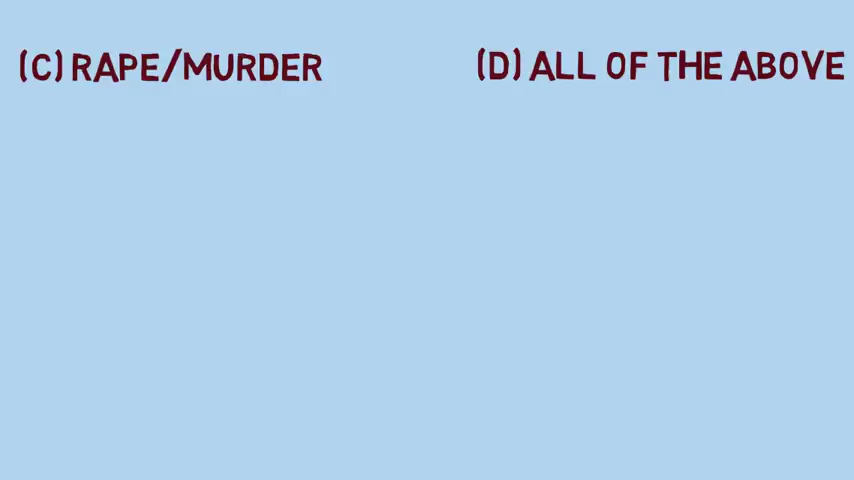 (C) RAPE/MURDER
(D) ALL OF THE ABOVE